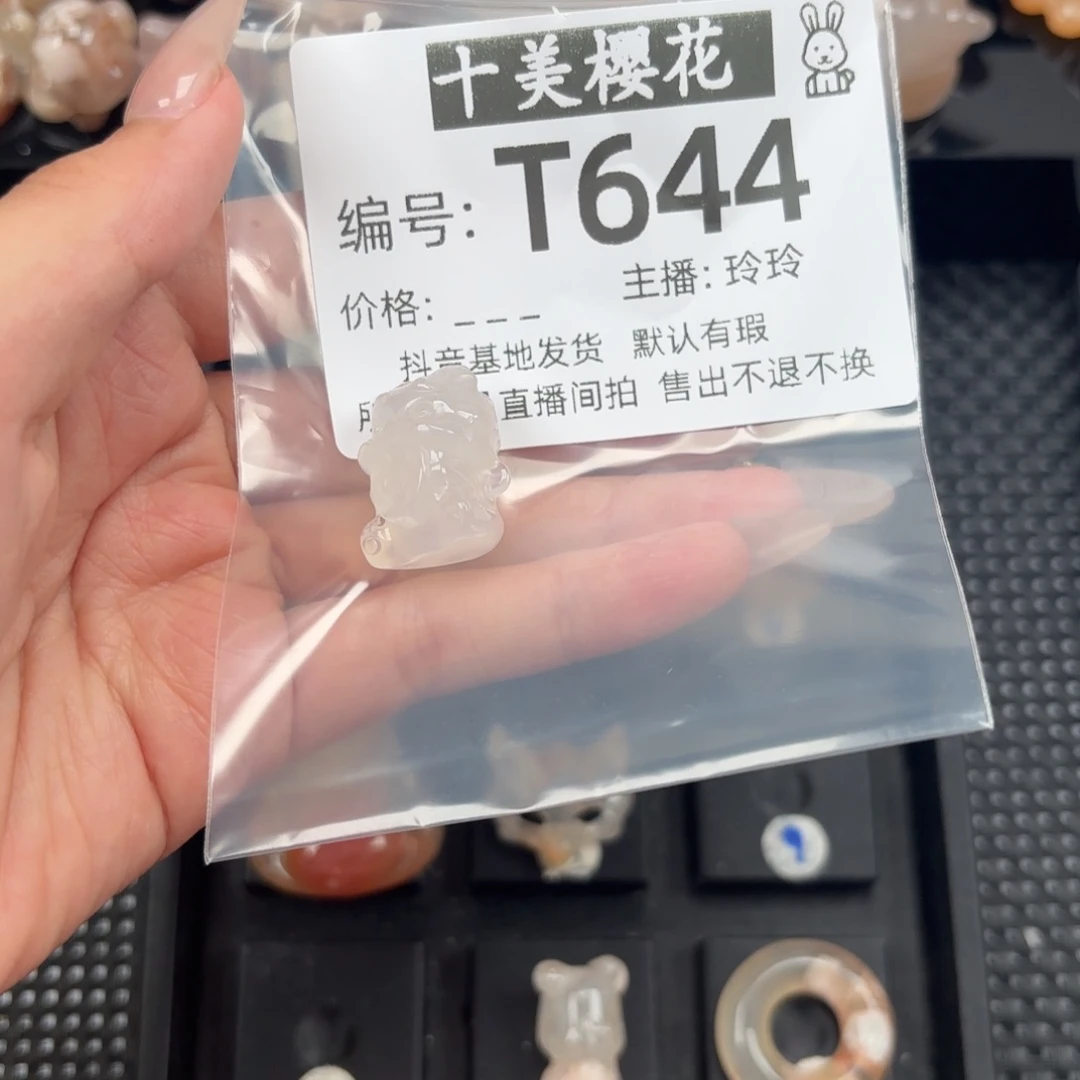 十美樱花
编号: T644
价格: _ _ _ 主播: 玲玲
抖音基地发货 默认有瑕
直播间拍 售出不退不换